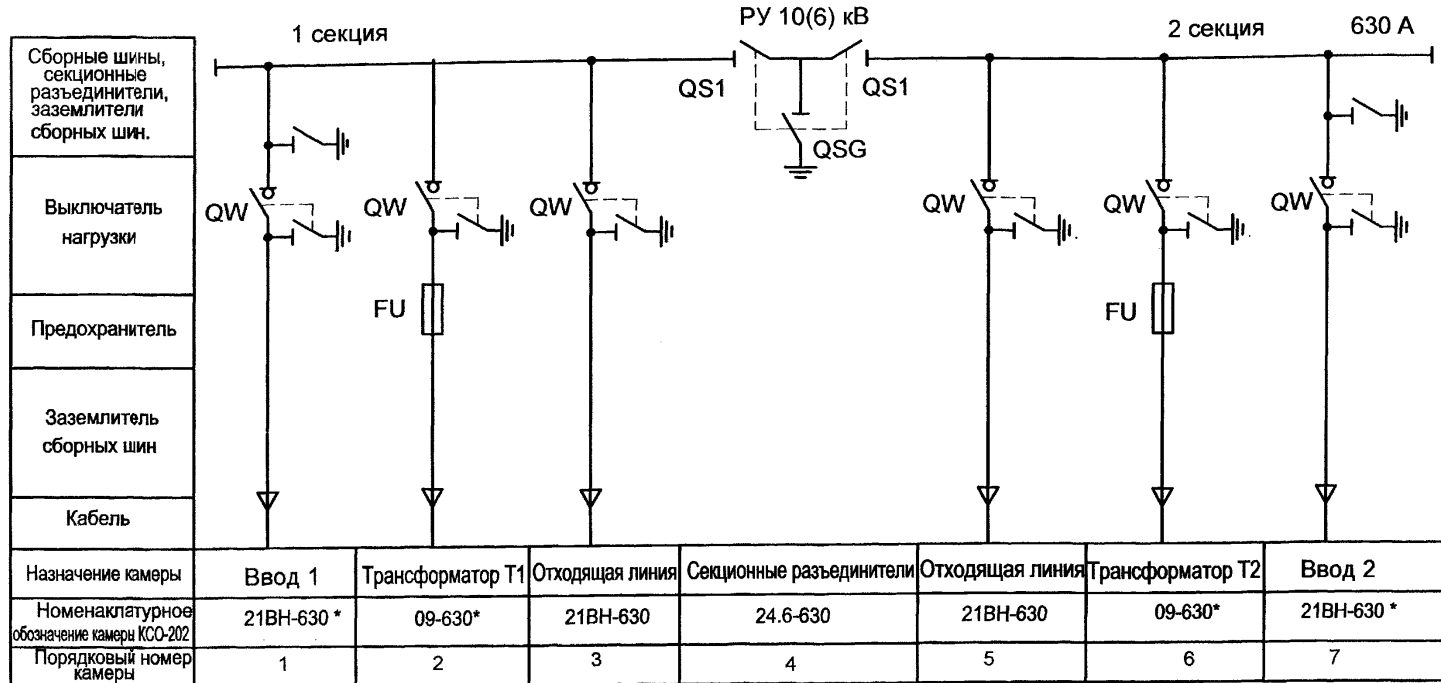 РУ 10(6) кВ
1 секция
2 секция
630 А
Сборные шины,
секционные
разъединители,
заземлители
сборных шин.
QS1
QS1
QSG
Выключатель
нагрузки
QW
QW
QW
QW
QW
QW
Предохранитель
FU
FU
Заземлитель
сборных шин
Кабель
Назначение камеры
Ввод 1
Трансформатор Т1
Отходящая линия
Секционные разъединители
Отходящая линия
Трансформатор Т2
Ввод 2
Номенаклатурное
обозначение камеры КСО-202
21ВН-630 *
09-630*
21ВН-630
24.6-630
21ВН-630
09-630*
21ВН-630 *
Порядковый номер
камеры
1
2
3
4
5
6
7